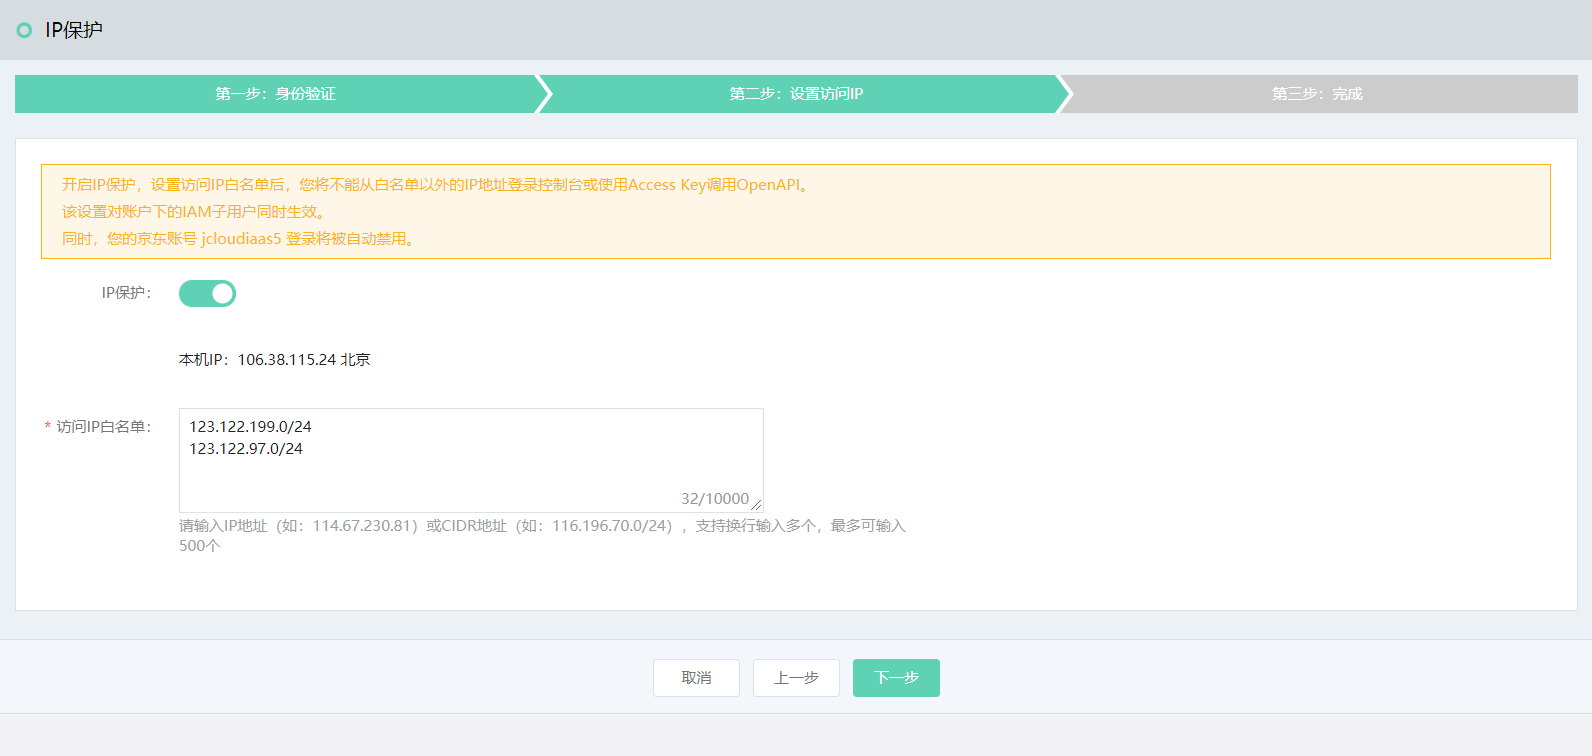 IP保护
第一步：身份验证
第二步：设置访问IP
第三步：完成
开启IP保护，设置访问IP白名单后，您将不能从白名单以外的IP地址登录控制台或使用Access Key调用OpenAPI。
该设置对账户下的IAM子用户同时生效。
同时，您的京东账号 jcloudiaas5 登录将被自动禁用。
IP保护：
本机IP：106.38.115.24 北京
* 访问IP白名单：
123.122.199.0/24
123.122.97.0/24
32/10000
请输入IP地址（如：114.67.230.81）或CIDR地址（如：116.196.70.0/24），支持换行输入多个，最多可输入
500个
取消
上一步
下一步